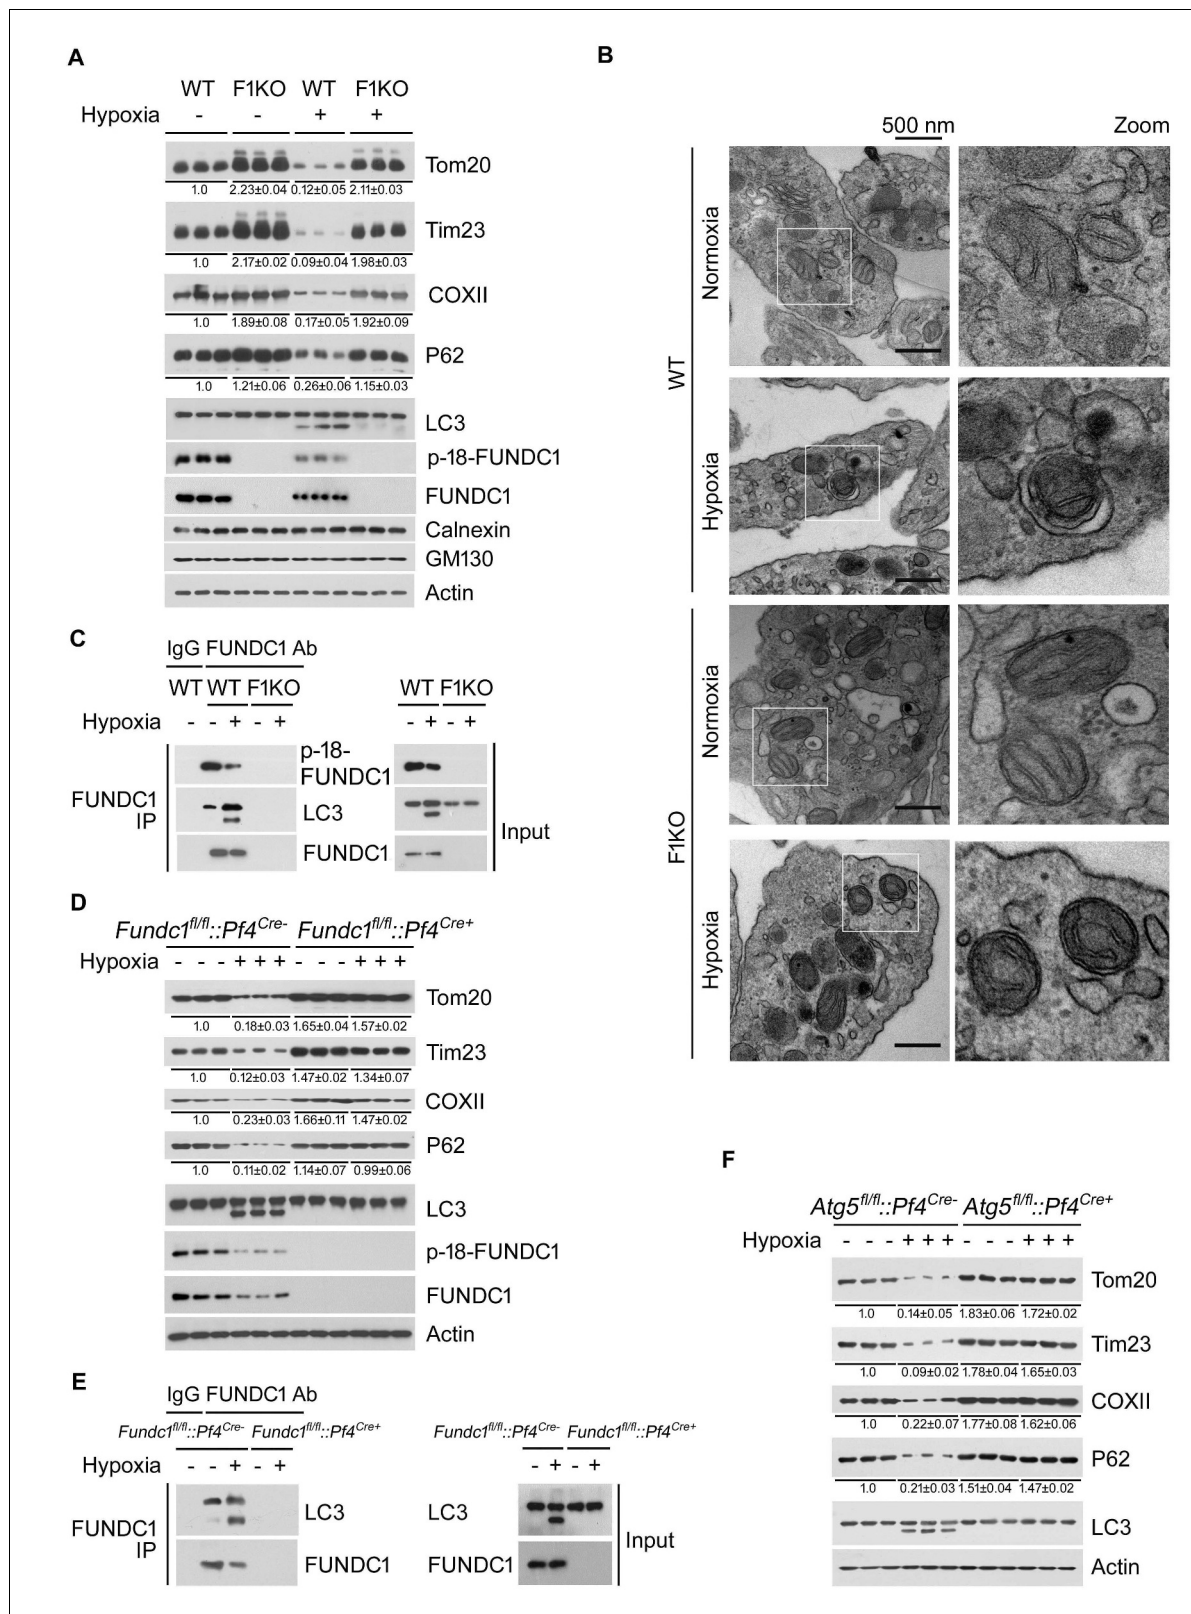 A
WT F1KO WT F1KO
Hypoxia - - + +
Tom20
1.0 2.23±0.04 0.12±0.05 2.11±0.03
Tim23
1.0 2.17±0.02 0.09±0.04 1.98±0.03
COXII
1.0 1.89±0.08 0.17±0.05 1.92±0.09
P62
1.0 1.21±0.06 0.26±0.06 1.15±0.03
LC3
p-18-FUNDC1
FUNDC1
Calnexin
GM130
Actin
B
500 nm Zoom
WT
Normoxia
Hypoxia
F1KO
Normoxia
Hypoxia
C
IgG FUNDC1 Ab
WT WT F1KO WT F1KO
Hypoxia - - + - + - + - +
FUNDC1
IP
p-18-
FUNDC1
LC3
FUNDC1
Input
D
Fundc1fl/fl::Pf4Cre- Fundc1fl/fl::Pf4Cre+
Hypoxia - - - + + + - - - + + +
Tom20
1.0 0.18±0.03 1.65±0.04 1.57±0.02
Tim23
1.0 0.12±0.03 1.47±0.02 1.34±0.07
COXII
1.0 0.23±0.03 1.66±0.11 1.47±0.02
P62
1.0 0.11±0.02 1.14±0.07 0.99±0.06
LC3
p-18-FUNDC1
FUNDC1
Actin
E
IgG FUNDC1 Ab
Fundc1fl/fl::Pf4Cre- Fundc1fl/fl::Pf4Cre+ Fundc1fl/fl::Pf4Cre- Fundc1fl/fl::Pf4Cre+
Hypoxia - - + - + - + - +
FUNDC1
IP
LC3 LC3
FUNDC1 FUNDC1
Input
F
Atg5fl/fl::Pf4Cre- Atg5fl/fl::Pf4Cre+
Hypoxia - - - + + + - - - + + +
Tom20
1.0 0.14±0.05 1.83±0.06 1.72±0.02
Tim23
1.0 0.09±0.02 1.78±0.04 1.65±0.03
COXII
1.0 0.22±0.07 1.77±0.08 1.62±0.06
P62
1.0 0.21±0.03 1.51±0.04 1.47±0.02
LC3
Actin